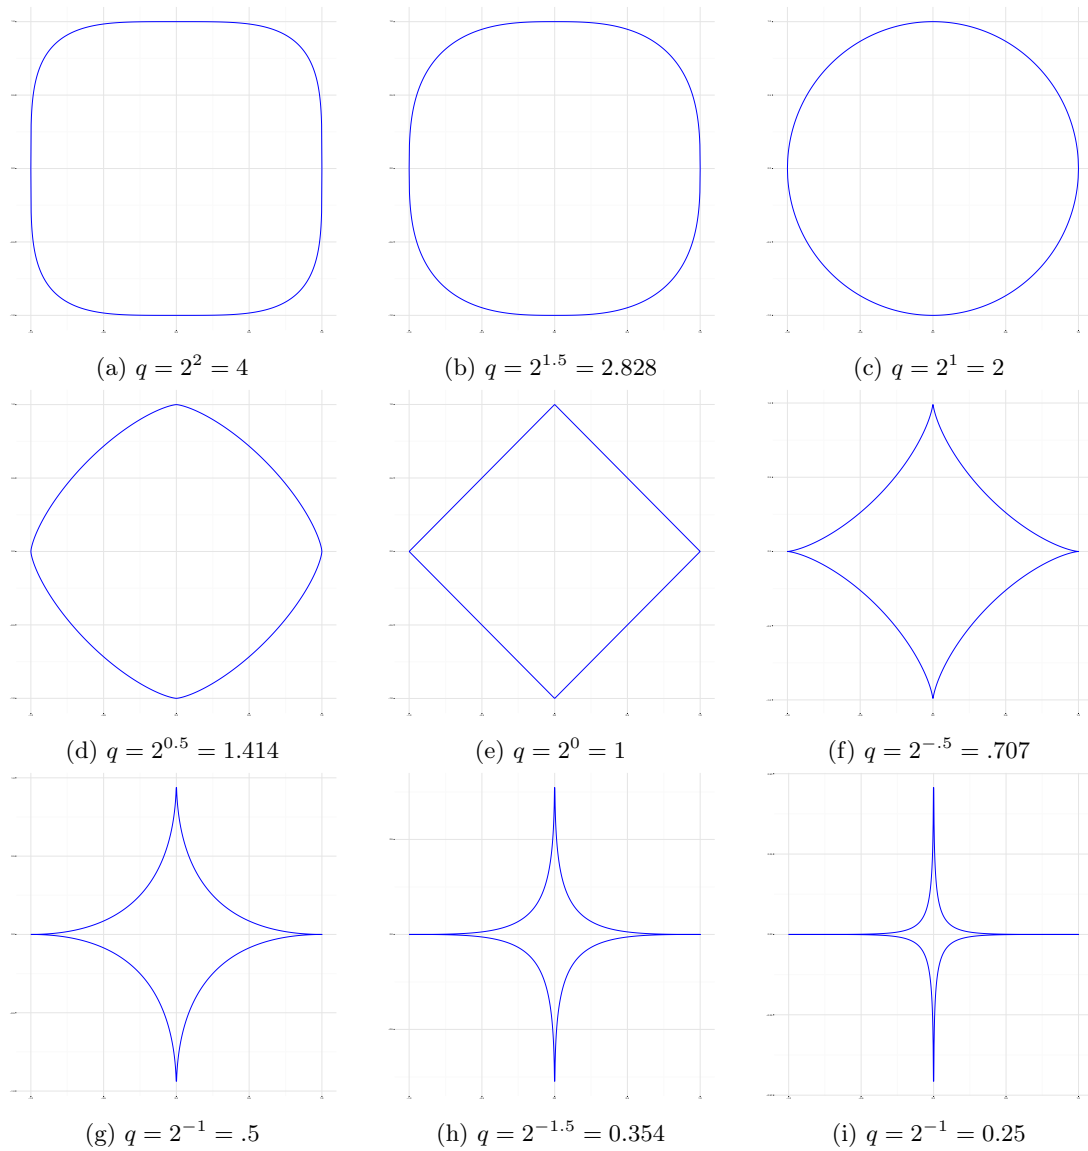 (a) q = 2^2 = 4
(b) q = 2^{1.5} = 2.828
(c) q = 2^1 = 2
(d) q = 2^{0.5} = 1.414
(e) q = 2^0 = 1
(f) q = 2^{-.5} = .707
(g) q = 2^{-1} = .5
(h) q = 2^{-1.5} = 0.354
(i) q = 2^{-1} = 0.25